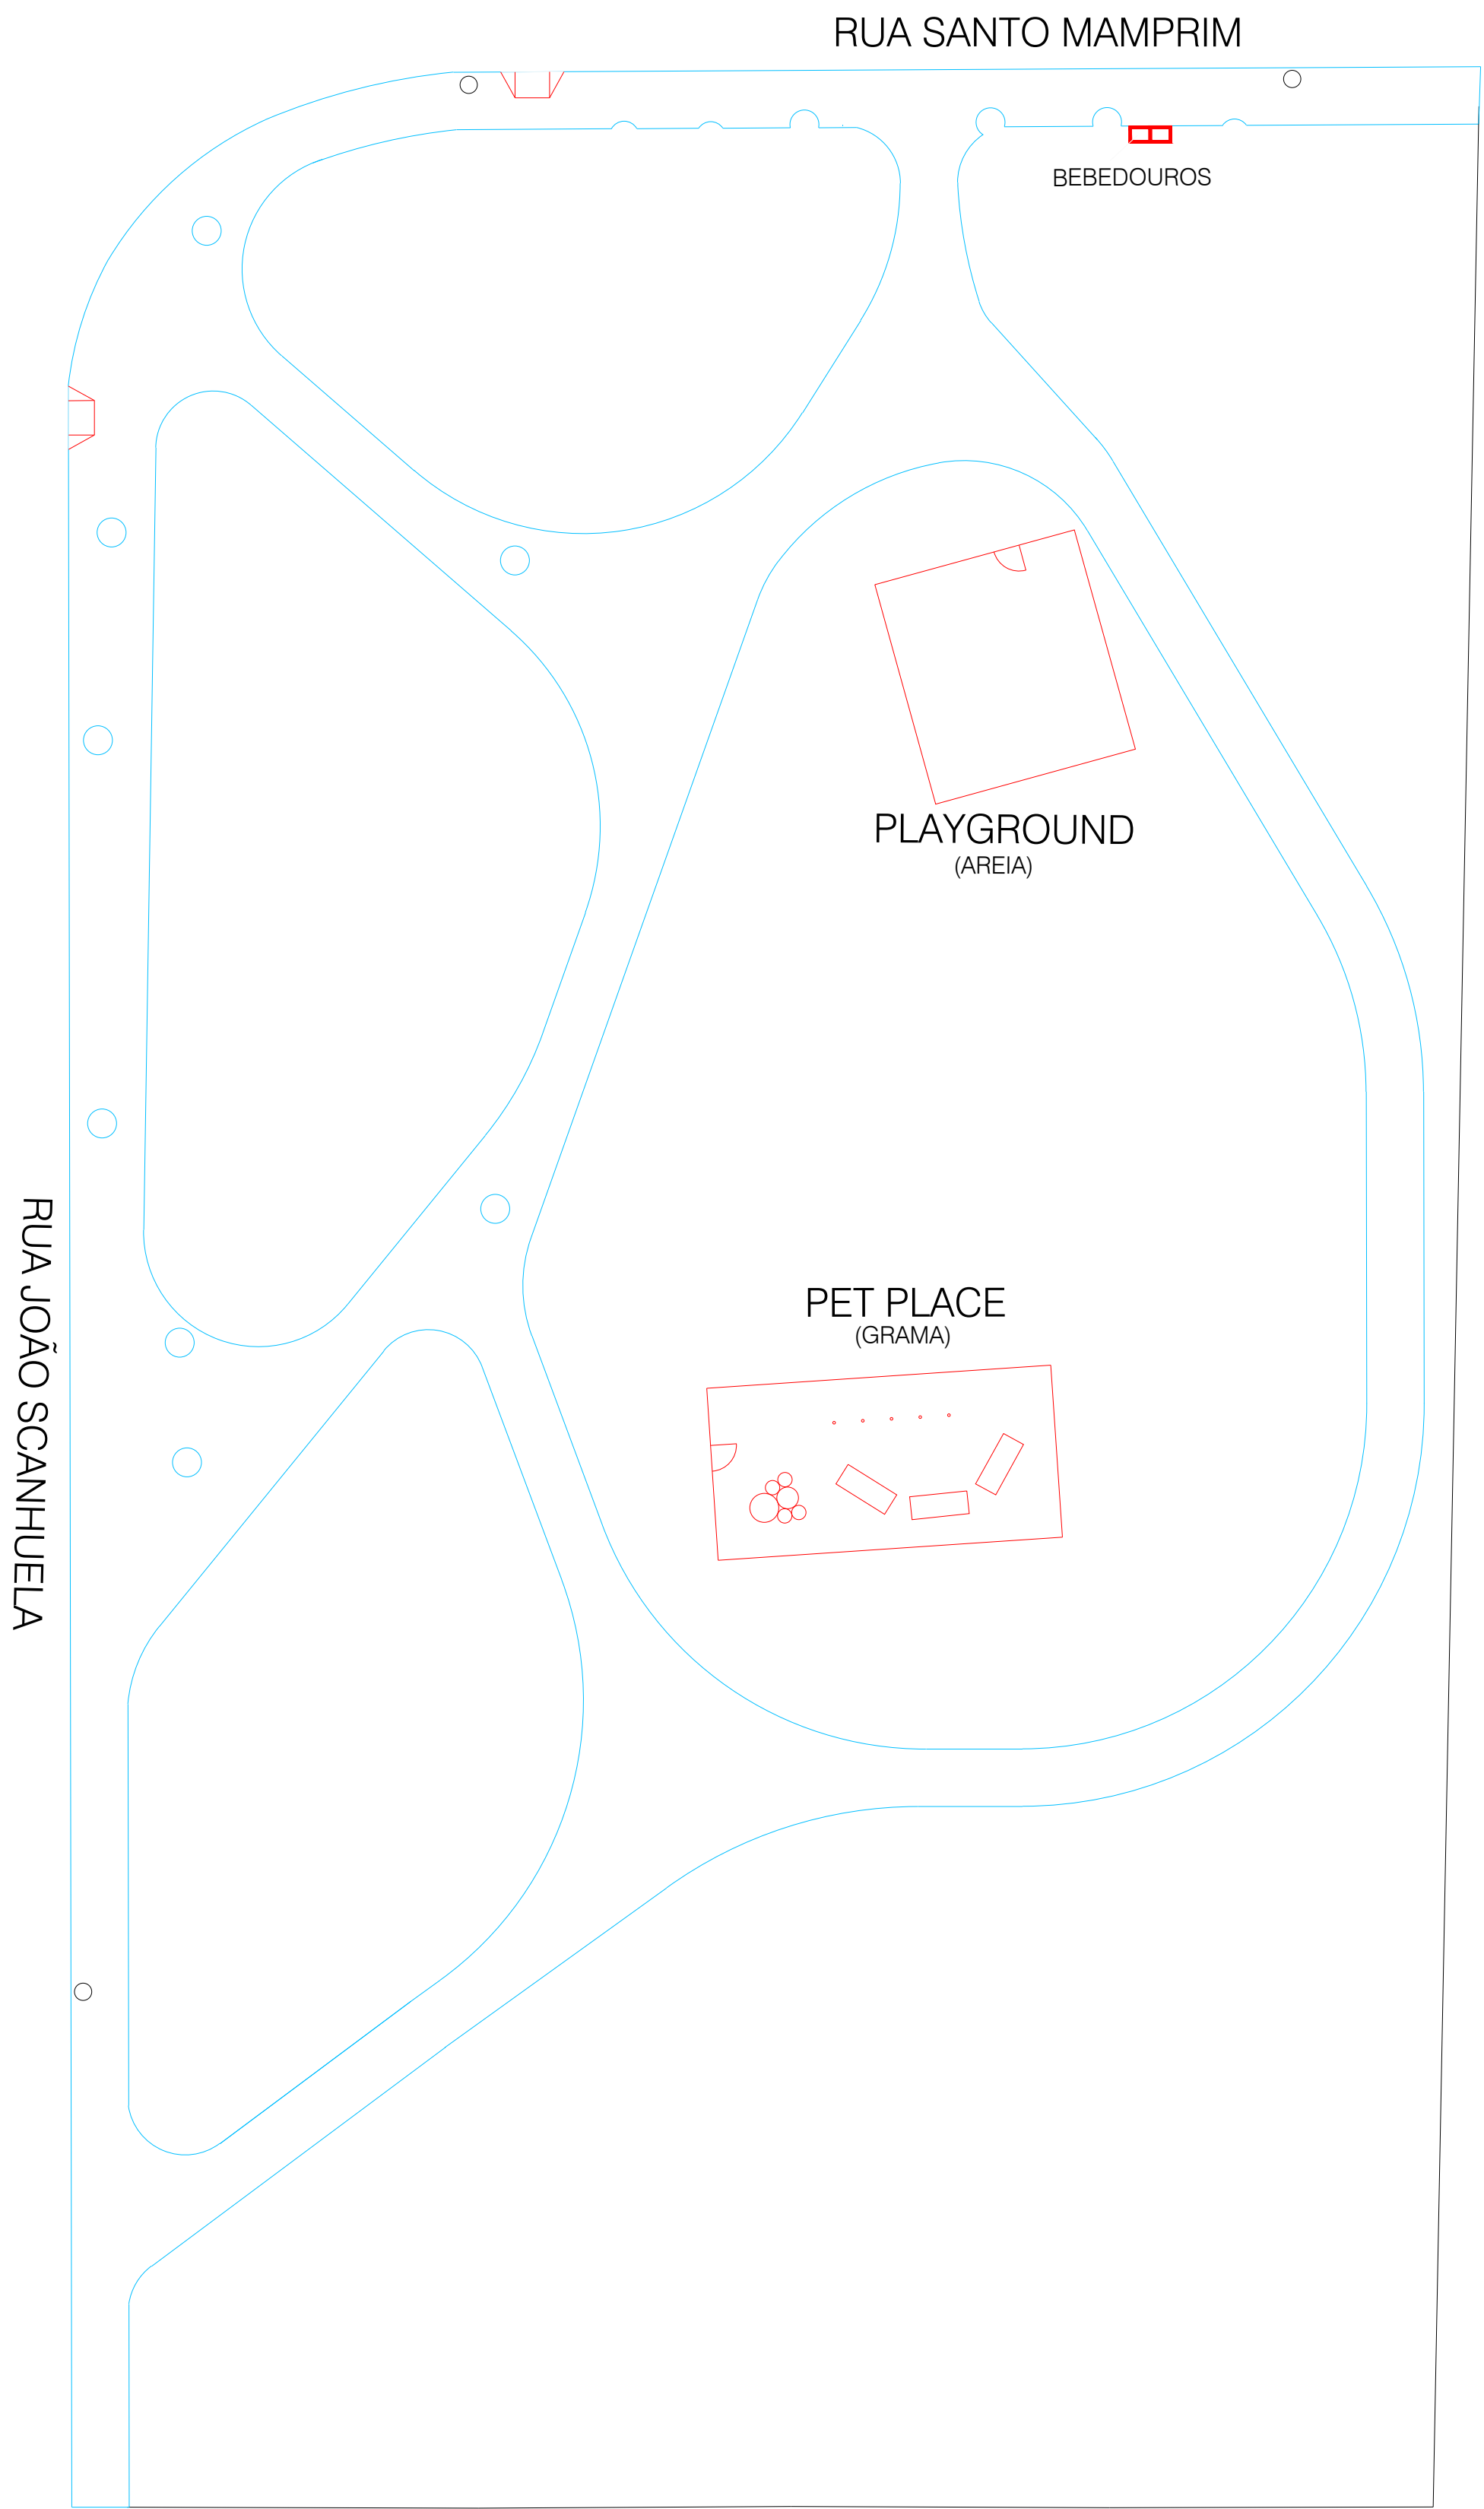 RUA SANTO MAMPRIM
BEBEDOUROS
PLAYGROUND
(AREIA)
RUA JOÃO SCANHUELA
PET PLACE
(GRAMA)